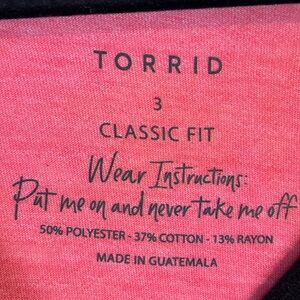 TORRID
3
CLASSIC FIT
Wear Instructions:
Put me on and never take me off
50% POLYESTER - 37% COTTON - 13% RAYON
MADE IN GUATEMALA